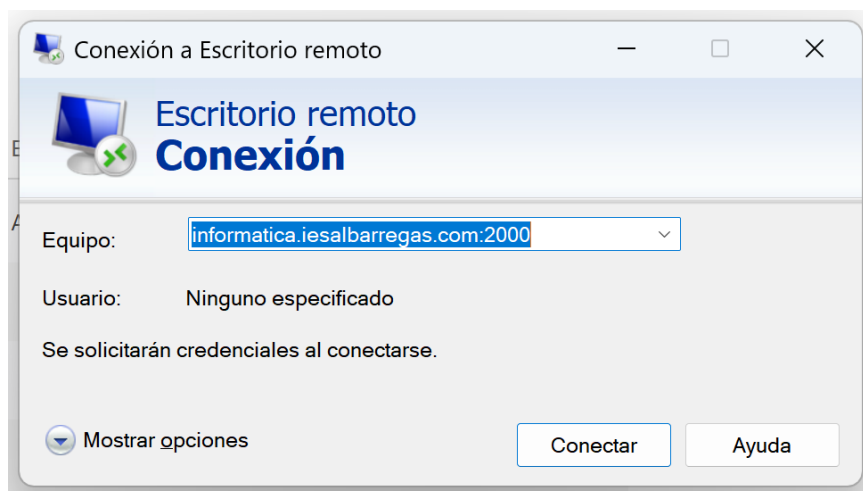 Conexión a Escritorio remoto
Escritorio remoto
Conexión
Equipo: informatica.iesalbarregas.com:2000
Usuario: Ninguno especificado
Se solicitarán credenciales al conectarse.
Mostrar opciones Conectar Ayuda